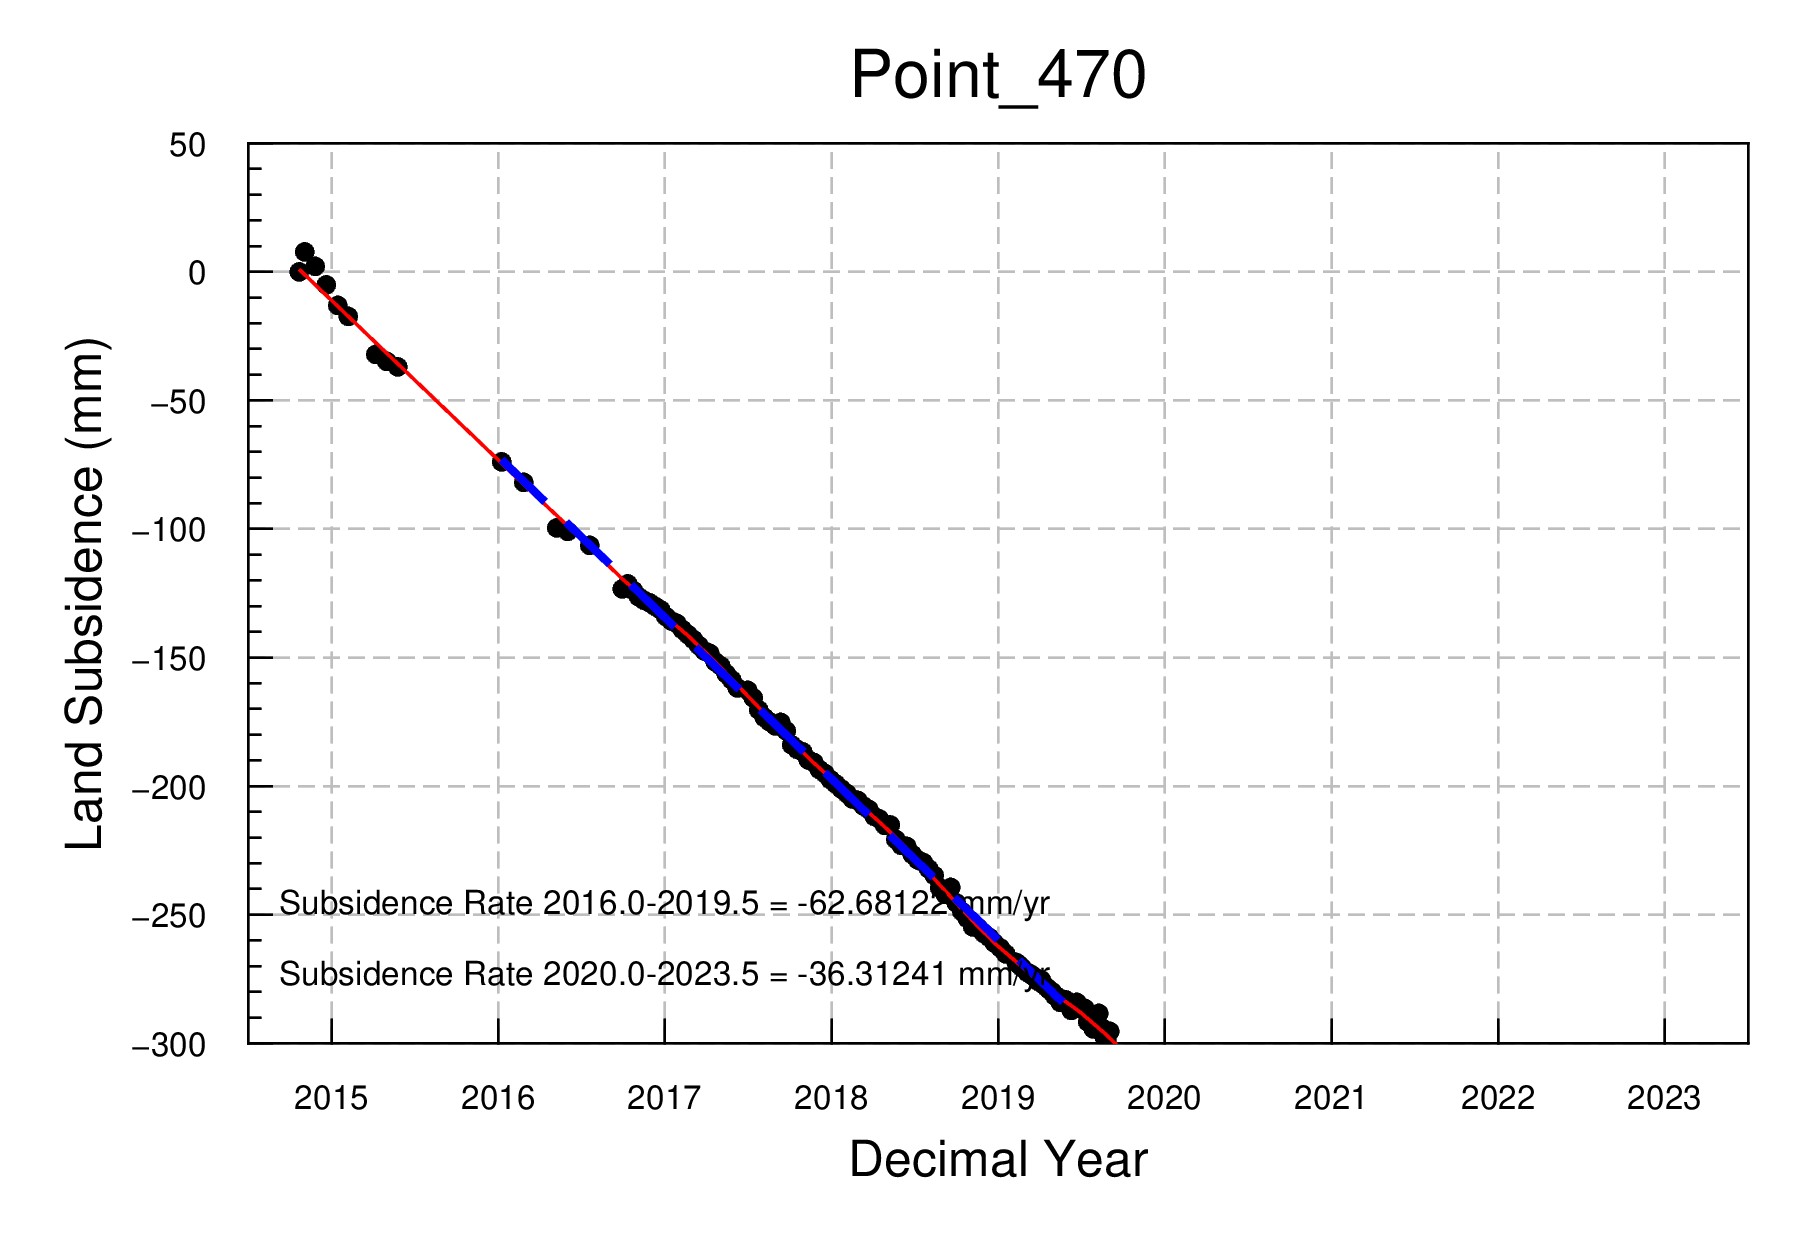 Point_470
50
0
−50
−100
−150
−200
−250
−300
Land Subsidence (mm)
Subsidence Rate 2016.0-2019.5 = -62.68122 mm/yr
Subsidence Rate 2020.0-2023.5 = -36.31241 mm/yr
2015 2016 2017 2018 2019 2020 2021 2022 2023
Decimal Year